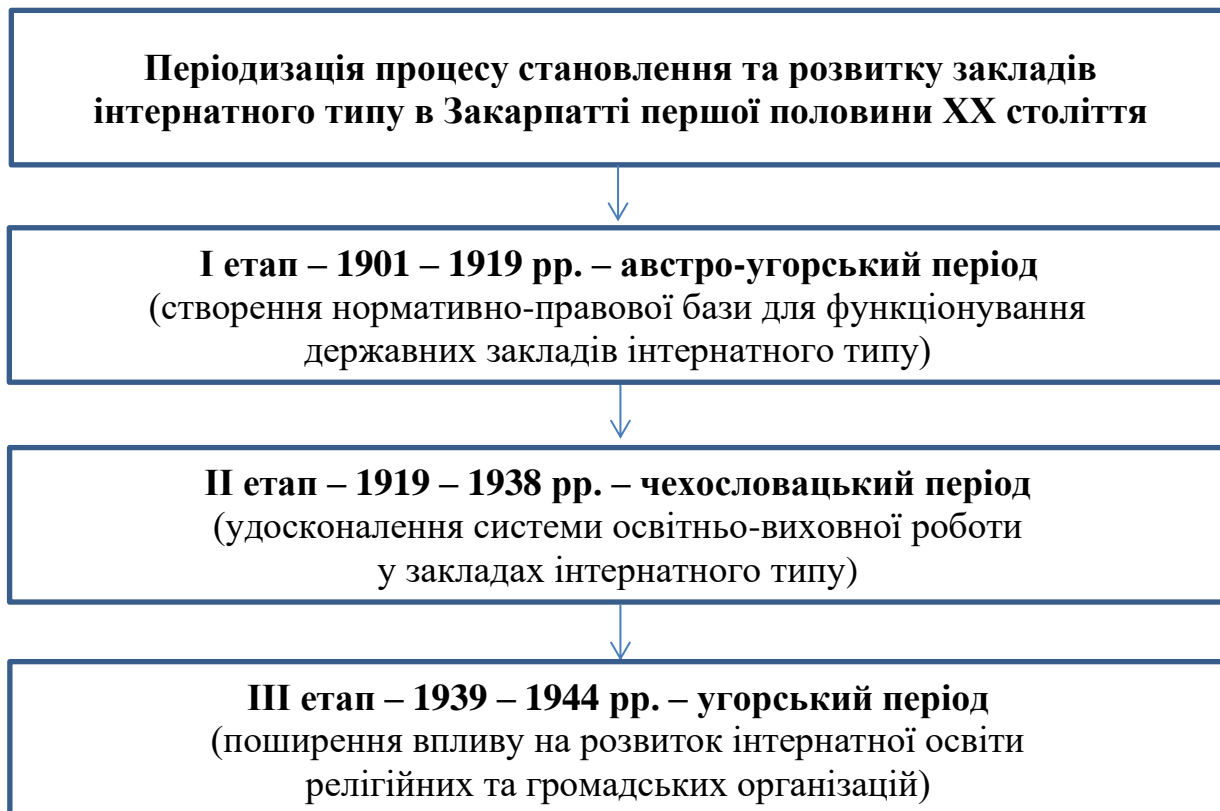 Періодизація процесу становлення та розвитку закладів
інтернатного типу в Закарпатті першої половини ХХ століття
І етап – 1901 – 1919 рр. – австро-угорський період
(створення нормативно-правової бази для функціонування
державних закладів інтернатного типу)
ІІ етап – 1919 – 1938 рр. – чехословацький період
(удосконалення системи освітньо-виховної роботи
у закладах інтернатного типу)
ІІІ етап – 1939 – 1944 рр. – угорський період
(поширення впливу на розвиток інтернатної освіти
релігійних та громадських організацій)